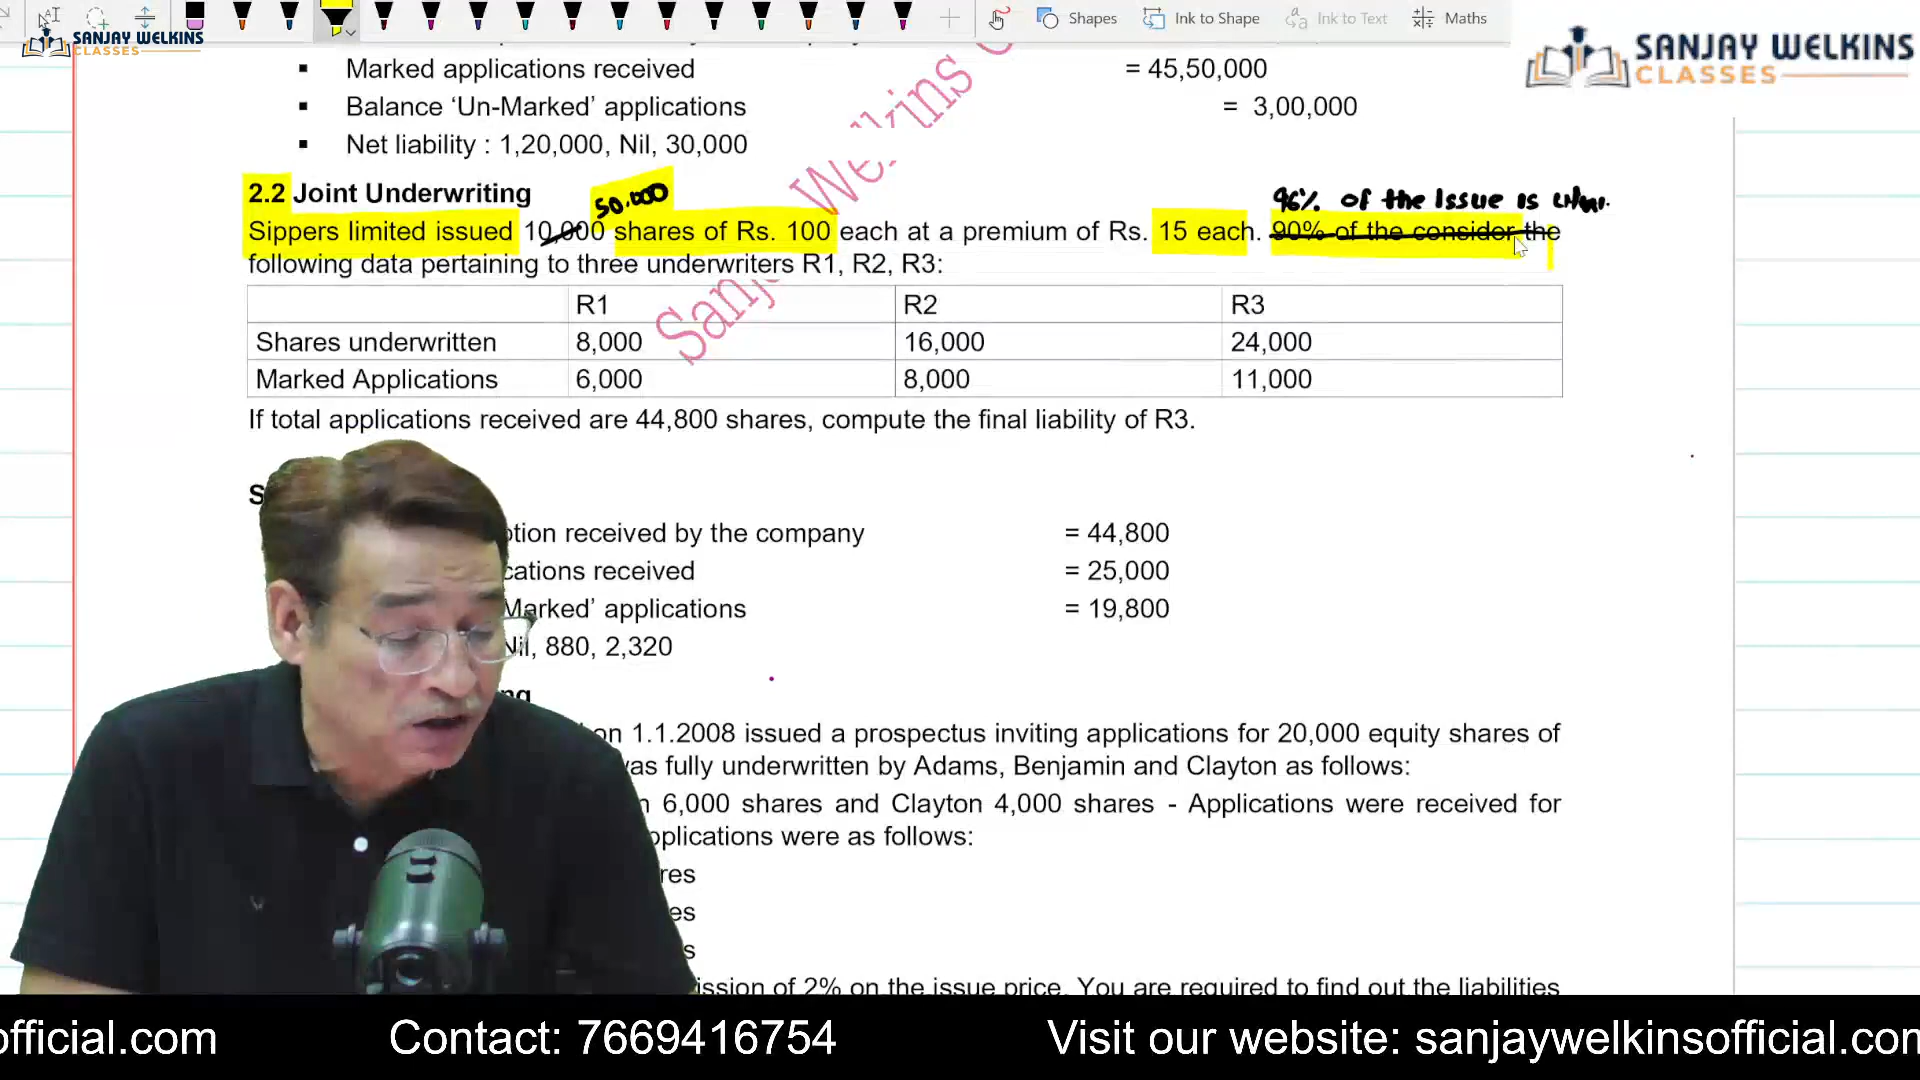 Ink to Shape
Shapes
Ink to Text
Maths
SANJAY WELKINS
CLASSES
SANJAY WELKINS
CLASSES
▪ Marked applications received = 45,50,000
▪ Balance ‘Un-Marked’ applications = 3,00,000
▪ Net liability : 1,20,000, Nil, 30,000
Sanj Welkins
2.2 Joint Underwriting
50,000
96% of the Issue is
Sippers limited issued 10,000 shares of Rs. 100 each at a premium of Rs. 15 each. 90% of the consider the
following data pertaining to three underwriters R1, R2, R3:
R1 R2 R3
Shares underwritten 8,000 16,000 24,000
Marked Applications 6,000 8,000 11,000
If total applications received are 44,800 shares, compute the final liability of R3.
S
ption received by the company = 44,800
cations received = 25,000
Marked’ applications = 19,800
Nil, 880, 2,320
ng
on 1.1.2008 issued a prospectus inviting applications for 20,000 equity shares of
was fully underwritten by Adams, Benjamin and Clayton as follows:
6,000 shares and Clayton 4,000 shares - Applications were received for
pplications were as follows:
res
es
s
ission of 2% on the issue price. You are required to find out the liabilities
official.com Contact: 7669416754 Visit our website: sanjaywelkinsofficial.com